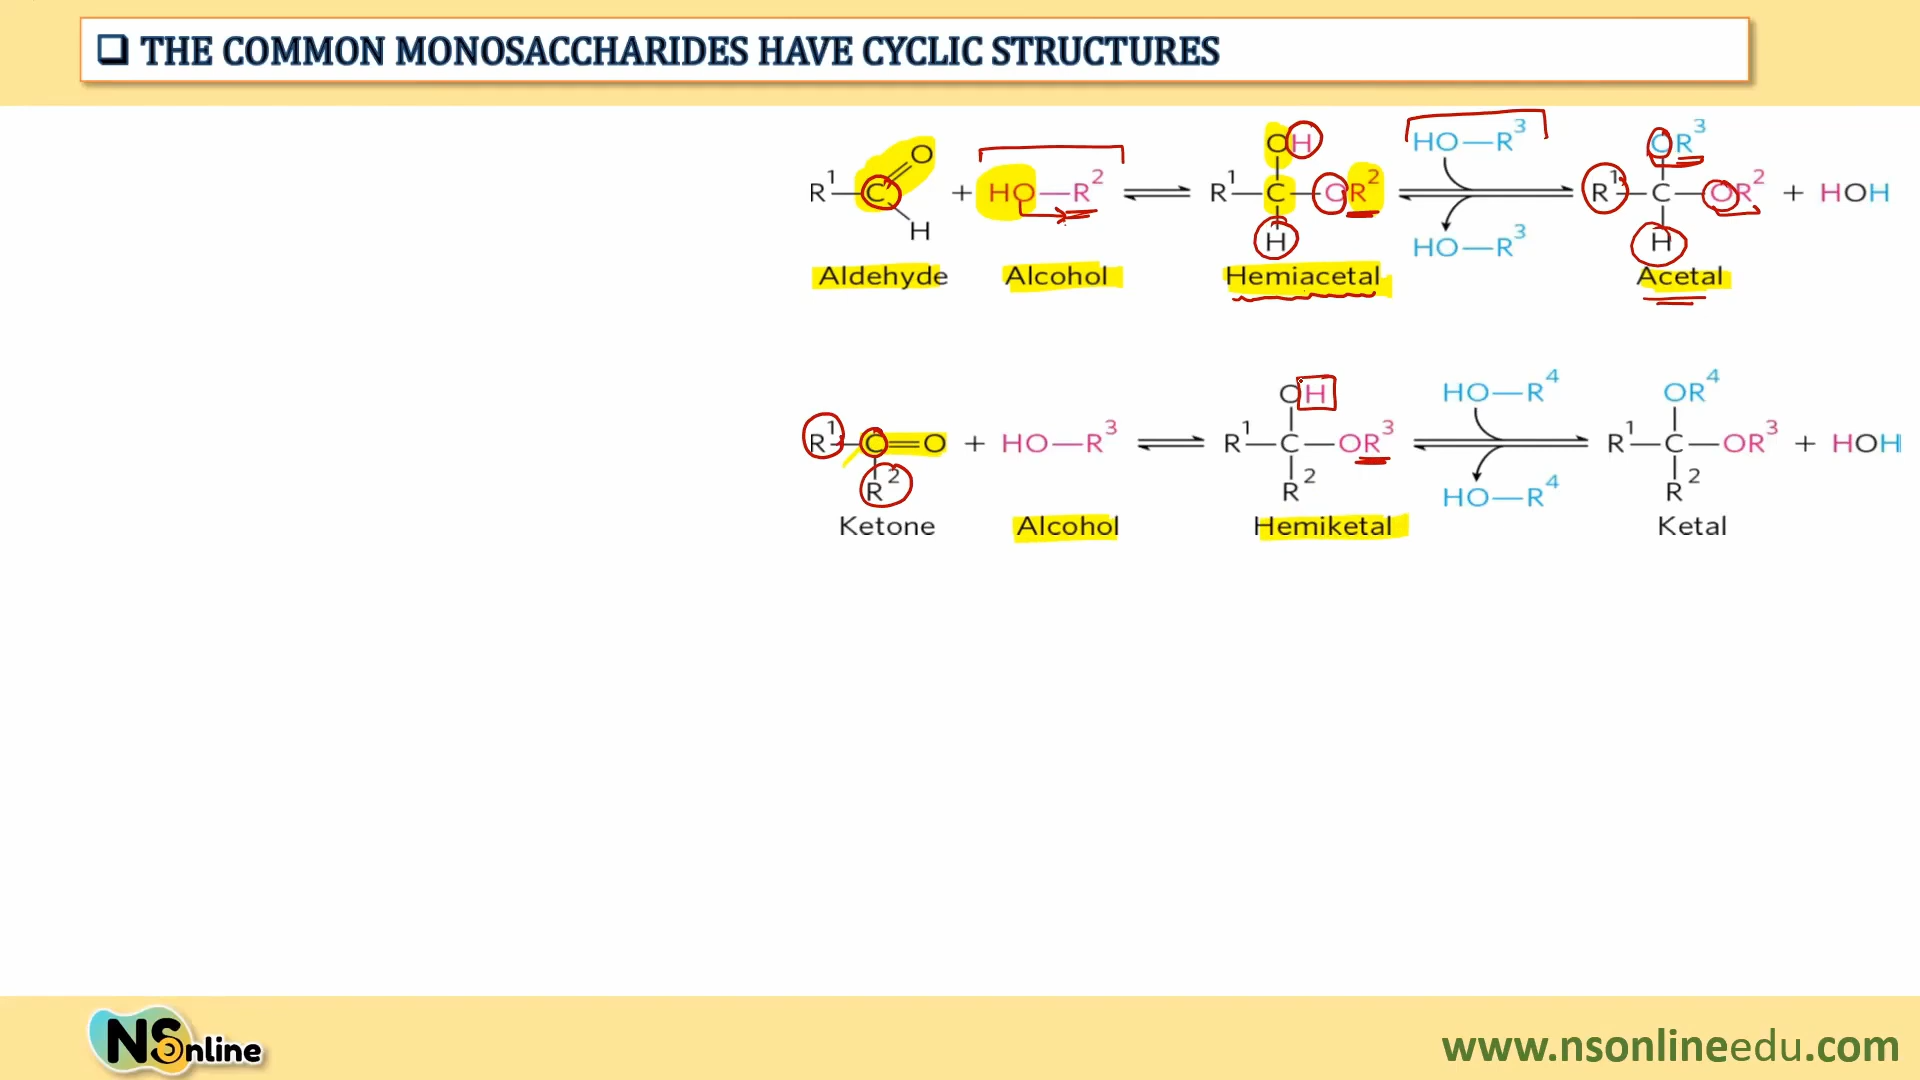 ❑ THE COMMON MONOSACCHARIDES HAVE CYCLIC STRUCTURES
OH HO—R³ OR³
O
R¹—C + HO—R² ⇌ R¹—C—OR² ⇌ R¹—C—OR² + HOH
H H HO—R³ H
Aldehyde Alcohol Hemiacetal Acetal
OH HO—R⁴ OR⁴
R¹—C=O + HO—R³ ⇌ R¹—C—OR³ ⇌ R¹—C—OR³ + HOH
R² R² HO—R⁴ R²
Ketone Alcohol Hemiketal Ketal
NS Online
www.nsonlineedu.com